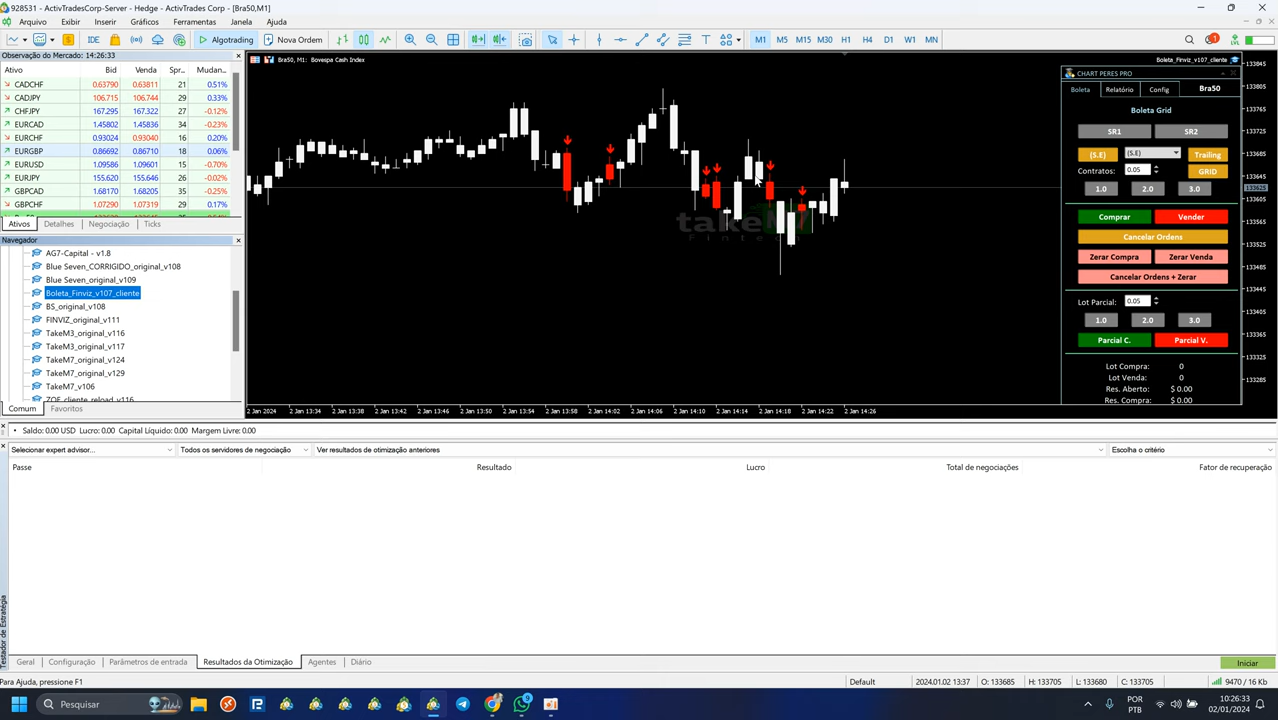 928531 - ActivTradesCorp-Server - Hedge - ActivTrades Corp - [Bra50,M1]
Arquivo Exibir Inserir Gráficos Ferramentas Janela Ajuda
IDE Algotrading Nova Ordem M1 M5 M15 M30 H1 H4 D1 W1 MN
Observação do Mercado: 14:26:33
Ativo Bid Venda Spr... Mudan...
CADCHF 0.63790 0.63811 21 0.51%
CADJPY 106.715 106.744 29 0.33%
CHFJPY 167.295 167.322 27 -0.12%
EURCAD 1.45802 1.45836 34 -0.23%
EURCHF 0.93024 0.93040 16 0.20%
EURGBP 0.86692 0.86710 18 0.06%
EURUSD 1.09586 1.09601 15 -0.70%
EURJPY 155.620 155.646 26 -0.02%
GBPCAD 1.68170 1.68205 35 -0.25%
GBPCHF 1.07290 1.07319 29 0.17%
Ativos Detalhes Negociação Ticks
Navegador
AG7-Capital - v1.8
Blue Seven_CORRIGIDO_original_v108
Blue Seven_original_v109
Boleta_Finviz_v107_cliente
BS_original_v108
FINVIZ_original_v111
TakeM3_original_v116
TakeM3_original_v117
TakeM7_original_v124
TakeM7_original_v129
TakeM7_v106
ZOE_cliente_reload_v116
Comum Favoritos
Bra50, M1: Bovespa Cash Index
Boleta_Finviz_v107_cliente
takeM
Fintech
CHART PERES PRO
Boleta Relatório Config Bra50
Boleta Grid
SR1 SR2
(S.E) (S.E) Trailing
Contratos: 0.05 GRID
1.0 2.0 3.0
Comprar Vender
Cancelar Ordens
Zerar Compra Zerar Venda
Cancelar Ordens + Zerar
Lot Parcial: 0.05
1.0 2.0 3.0
Parcial C. Parcial V.
Lot Compra: 0
Lot Venda: 0
Res. Aberto: $ 0.00
Res. Compra: $ 0.00
133845
133805
133765
133725
133685
133645
133625
133605
133565
133525
133485
133445
133405
133365
133325
133285
2 Jan 2024 2 Jan 13:34 2 Jan 13:38 2 Jan 13:42 2 Jan 13:46 2 Jan 13:50 2 Jan 13:54 2 Jan 13:58 2 Jan 14:02 2 Jan 14:06 2 Jan 14:10 2 Jan 14:14 2 Jan 14:18 2 Jan 14:22 2 Jan 14:26
• Saldo: 0.00 USD Lucro: 0.00 Capital Líquido: 0.00 Margem Livre: 0.00
Selecionar expert advisor... Todos os servidores de negociação Ver resultados de otimização anteriores Escolha o critério
Passe Resultado Lucro Total de negociações Fator de recuperação
Testador de Estratégia
Geral Configuração Parâmetros de entrada Resultados da Otimização Agentes Diário Iniciar
Para Ajuda, pressione F1 Default 2024.01.02 13:37 O: 133685 H: 133705 L: 133680 C: 133705 9470 / 16 Kb
Pesquisar POR 10:26:33
PTB 02/01/2024